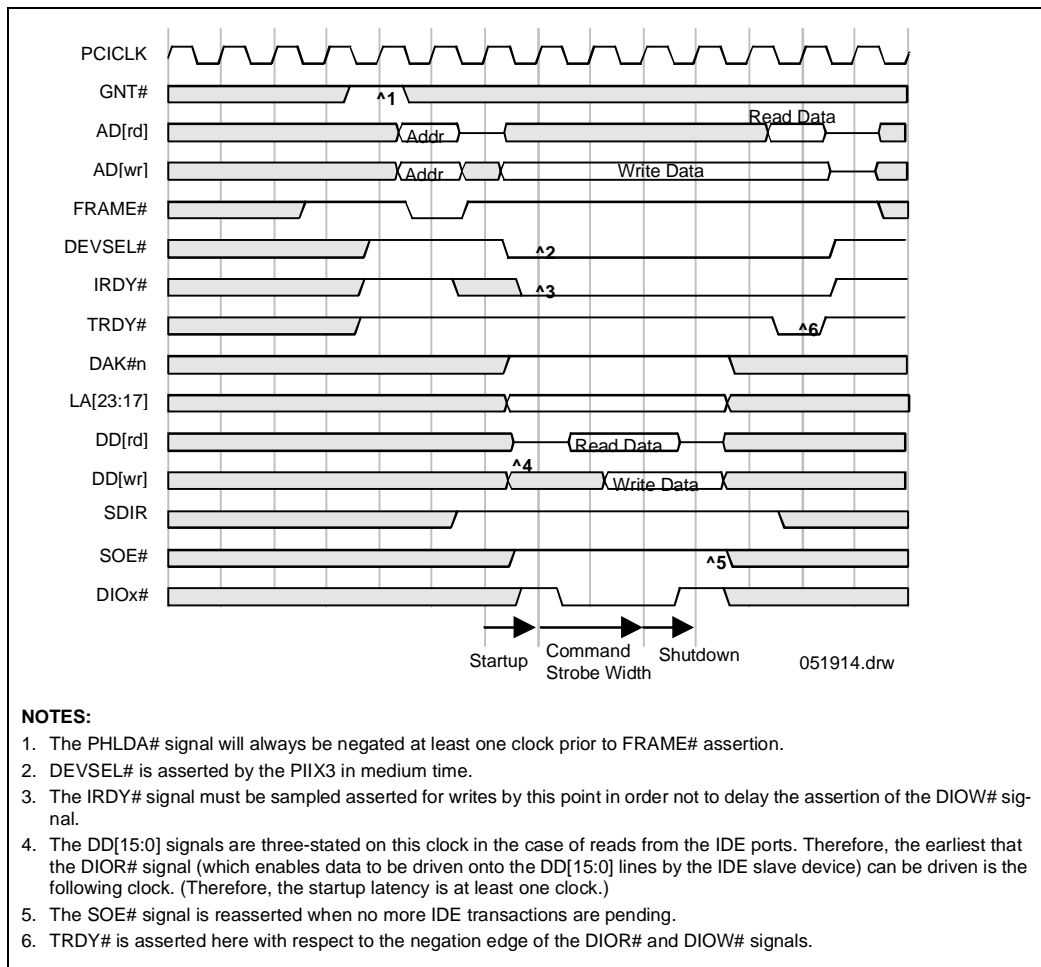 PCICLK
GNT#
^1
AD[rd]
Addr
Read Data
AD[wr]
Addr
Write Data
FRAME#
DEVSEL#
^2
IRDY#
^3
TRDY#
^6
DAK#n
LA[23:17]
DD[rd]
Read Data
^4
DD[wr]
Write Data
SDIR
SOE#
^5
DIOx#
Startup
Command
Strobe Width
Shutdown
051914.drw
NOTES:
1. The PHLDA# signal will always be negated at least one clock prior to FRAME# assertion.
2. DEVSEL# is asserted by the PIIX3 in medium time.
3. The IRDY# signal must be sampled asserted for writes by this point in order not to delay the assertion of the DIOW# sig-
nal.
4. The DD[15:0] signals are three-stated on this clock in the case of reads from the IDE ports. Therefore, the earliest that
the DIOR# signal (which enables data to be driven onto the DD[15:0] lines by the IDE slave device) can be driven is the
following clock. (Therefore, the startup latency is at least one clock.)
5. The SOE# signal is reasserted when no more IDE transactions are pending.
6. TRDY# is asserted here with respect to the negation edge of the DIOR# and DIOW# signals.